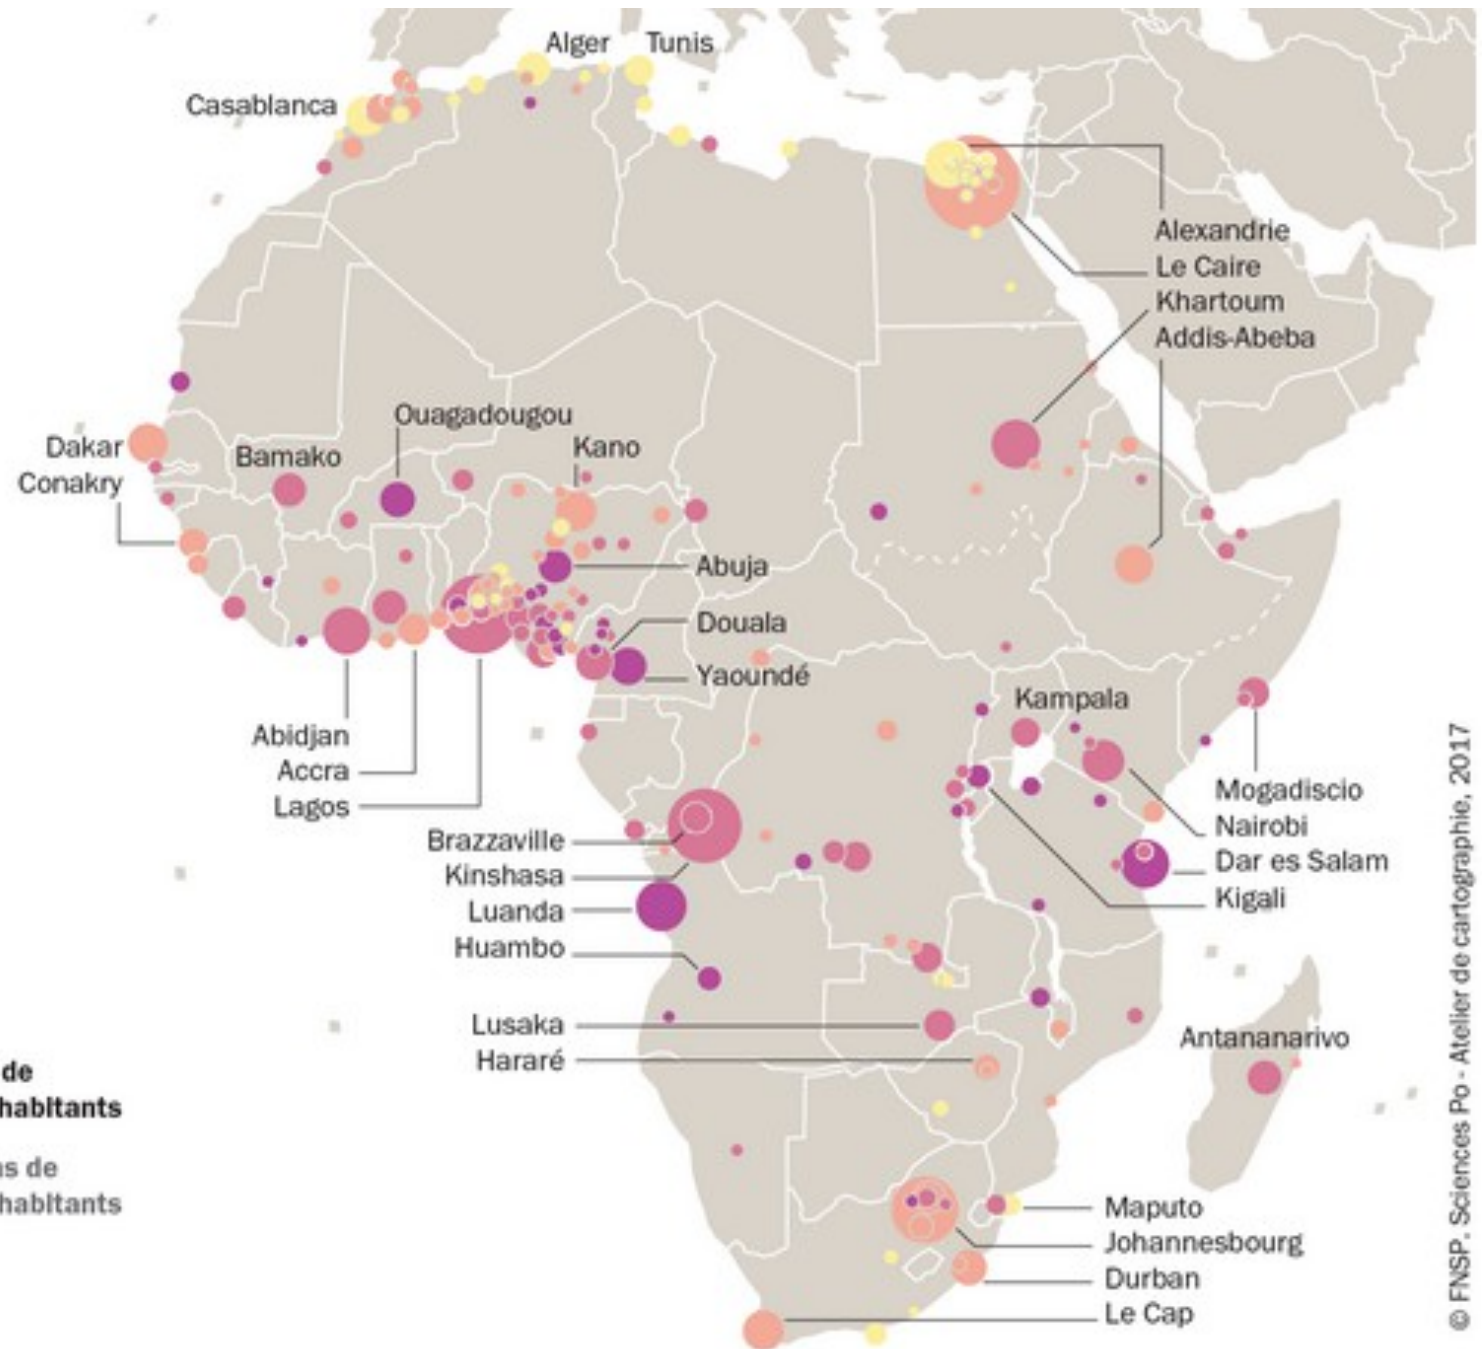 Alger
Tunis
Casablanca
Alexandrie
Le Caire
Khartoum
Addis-Abeba
Ouagadougou
Dakar
Bamako
Kano
Conakry
Abuja
Douala
Yaoundé
Kampala
Abidjan
Accra
Lagos
Mogadiscio
Nairobi
Dar es Salam
Kigali
Brazzaville
Kinshasa
Luanda
Huambo
Lusaka
Hararé
Antananarivo
de
habitants
de
habitants
Maputo
Johannesbourg
Durban
Le Cap
© FNSP. Sciences Po - Atelier de cartographie, 2017